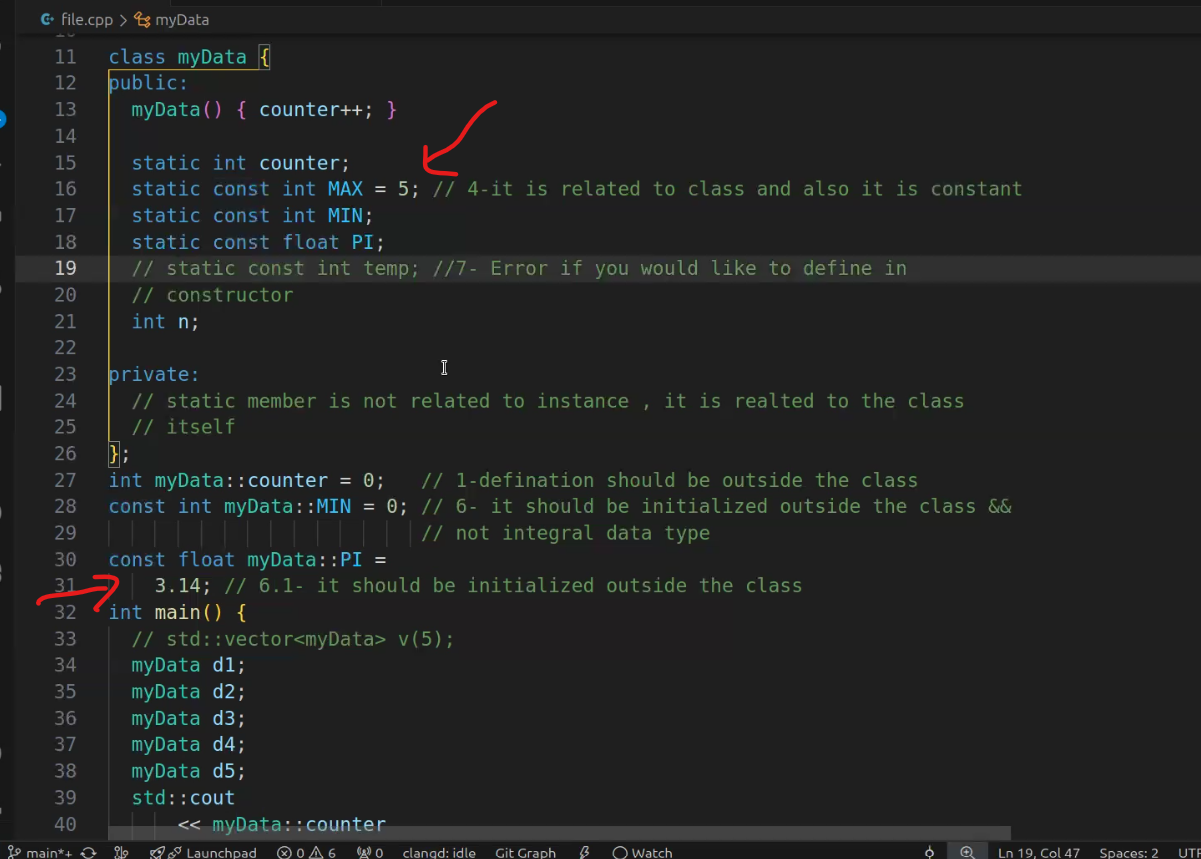 file.cpp > myData
11 class myData {
12 public:
13 myData() { counter++; }
14
15 static int counter;
16 static const int MAX = 5; // 4-it is related to class and also it is constant
17 static const int MIN;
18 static const float PI;
19 // static const int temp; //7- Error if you would like to define in
20 // constructor
21 int n;
22
23 private:
24 // static member is not related to instance , it is realted to the class
25 // itself
26 };
27 int myData::counter = 0; // 1-defination should be outside the class
28 const int myData::MIN = 0; // 6- it should be initialized outside the class &&
29 // not integral data type
30 const float myData::PI =
31 3.14; // 6.1- it should be initialized outside the class
32 int main() {
33 // std::vector<myData> v(5);
34 myData d1;
35 myData d2;
36 myData d3;
37 myData d4;
38 myData d5;
39 std::cout
40 << myData::counter
main*+ Launchpad 0 6 0 clangd: idle Git Graph Watch Ln 19, Col 47 Spaces: 2